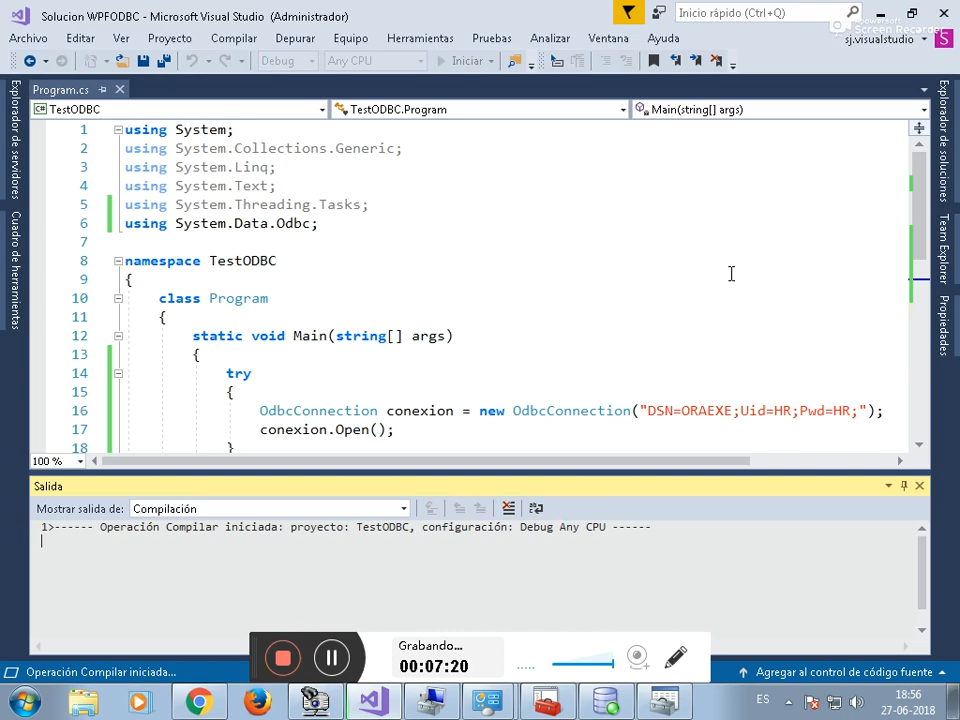 Solucion WPFODBC - Microsoft Visual Studio (Administrador)
Inicio rápido (Ctrl+Q)
Screen Recorder
Archivo Editar Ver Proyecto Compilar Depurar Equipo Herramientas Pruebas Analizar Ventana Ayuda
sj.visualstudio S
Debug Any CPU Iniciar
Program.cs
TestODBC TestODBC.Program Main(string[] args)
1 using System;
2 using System.Collections.Generic;
3 using System.Linq;
4 using System.Text;
5 using System.Threading.Tasks;
6 using System.Data.Odbc;
7
8 namespace TestODBC
9 {
10 class Program
11 {
12 static void Main(string[] args)
13 {
14 try
15 {
16 OdbcConnection conexion = new OdbcConnection("DSN=ORAEXE;Uid=HR;Pwd=HR;");
17 conexion.Open();
18 }
100 %
Explorador de servidores
Cuadro de herramientas
Explorador de soluciones
Team Explorer
Propiedades
Salida
Mostrar salida de: Compilación
1>------ Operación Compilar iniciada: proyecto: TestODBC, configuración: Debug Any CPU ------
Grabando...
00:07:20
Operación Compilar iniciada...
Agregar al control de código fuente
ES
18:56
27-06-2018